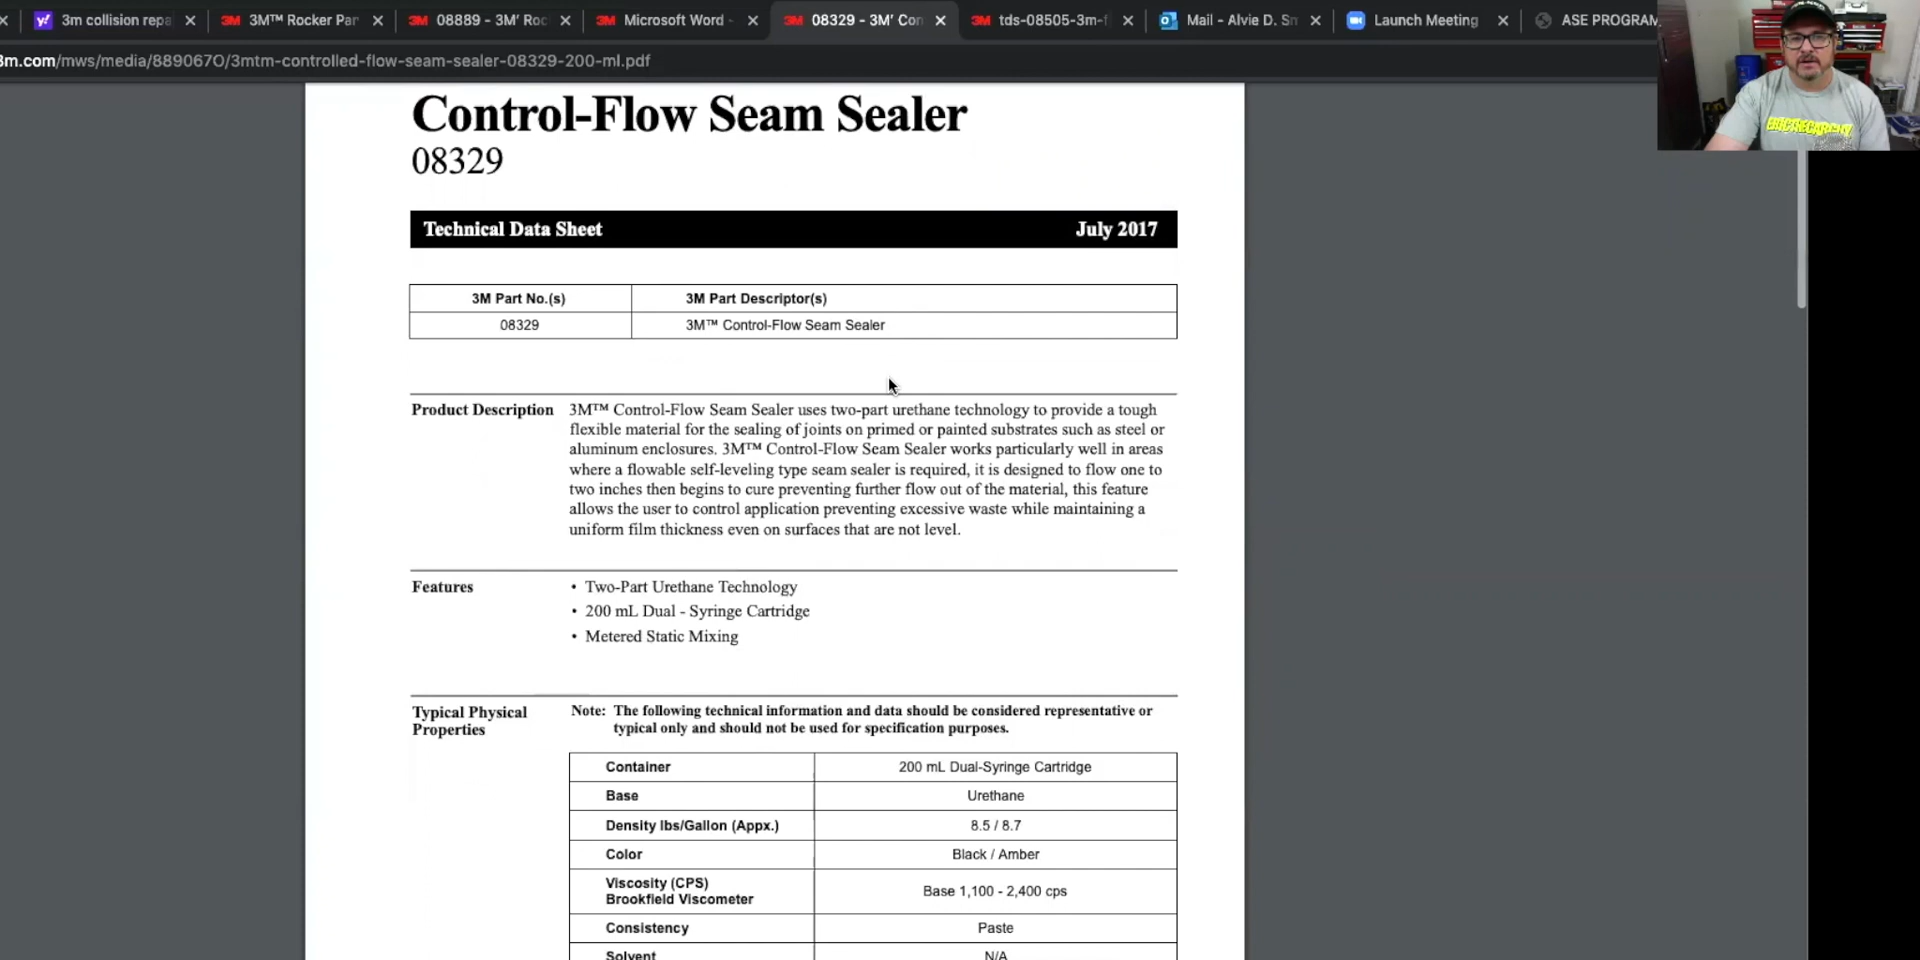 3m collision repa
3M™ Rocker Par
08889 - 3M’ Roc
Microsoft Word -
08329 - 3M’ Con
tds-08505-3m-f
Mail - Alvie D. Sm
Launch Meeting
ASE PROGRAM
3m.com/mws/media/889067O/3mtm-controlled-flow-seam-sealer-08329-200-ml.pdf
Control-Flow Seam Sealer
08329
Technical Data Sheet July 2017
3M Part No.(s) 3M Part Descriptor(s)
08329 3M™ Control-Flow Seam Sealer
Product Description 3M™ Control-Flow Seam Sealer uses two-part urethane technology to provide a tough
flexible material for the sealing of joints on primed or painted substrates such as steel or
aluminum enclosures. 3M™ Control-Flow Seam Sealer works particularly well in areas
where a flowable self-leveling type seam sealer is required, it is designed to flow one to
two inches then begins to cure preventing further flow out of the material, this feature
allows the user to control application preventing excessive waste while maintaining a
uniform film thickness even on surfaces that are not level.
Features • Two-Part Urethane Technology
• 200 mL Dual - Syringe Cartridge
• Metered Static Mixing
Typical Physical
Properties
Note: The following technical information and data should be considered representative or
typical only and should not be used for specification purposes.
Container 200 mL Dual-Syringe Cartridge
Base Urethane
Density lbs/Gallon (Appx.) 8.5 / 8.7
Color Black / Amber
Viscosity (CPS)
Brookfield Viscometer
Base 1,100 - 2,400 cps
Consistency Paste
Solvent N/A